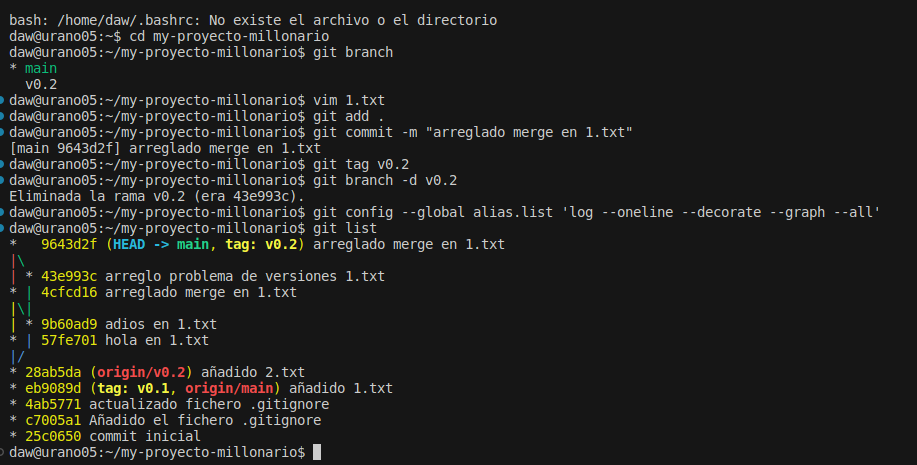 bash: /home/daw/.bashrc: No existe el archivo o el directorio
daw@urano05:~$ cd my-proyecto-millonario
daw@urano05:~/my-proyecto-millonario$ git branch
* main
  v0.2
daw@urano05:~/my-proyecto-millonario$ vim 1.txt
daw@urano05:~/my-proyecto-millonario$ git add .
daw@urano05:~/my-proyecto-millonario$ git commit -m "arreglado merge en 1.txt"
[main 9643d2f] arreglado merge en 1.txt
daw@urano05:~/my-proyecto-millonario$ git tag v0.2
daw@urano05:~/my-proyecto-millonario$ git branch -d v0.2
Eliminada la rama v0.2 (era 43e993c).
daw@urano05:~/my-proyecto-millonario$ git config --global alias.list 'log --oneline --decorate --graph --all'
daw@urano05:~/my-proyecto-millonario$ git list
*   9643d2f (HEAD -> main, tag: v0.2) arreglado merge en 1.txt
|\
| * 43e993c arreglo problema de versiones 1.txt
* | 4cfcd16 arreglado merge en 1.txt
|\|
| * 9b60ad9 adios en 1.txt
* | 57fe701 hola en 1.txt
|/
* 28ab5da (origin/v0.2) añadido 2.txt
* eb9089d (tag: v0.1, origin/main) añadido 1.txt
* 4ab5771 actualizado fichero .gitignore
* c7005a1 Añadido el fichero .gitignore
* 25c0650 commit inicial
daw@urano05:~/my-proyecto-millonario$